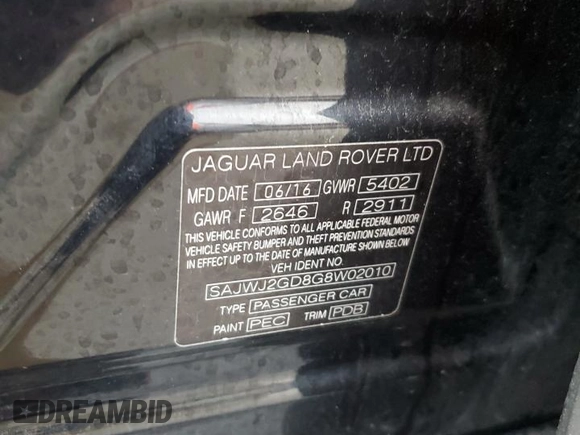 JAGUAR LAND ROVER LTD
MFD DATE 06/16 GVWR 5402
GAWR F 2646 R 2911
THIS VEHICLE CONFORMS TO ALL APPLICABLE FEDERAL MOTOR
VEHICLE SAFETY BUMPER AND THEFT PREVENTION STANDARDS
IN EFFECT UP TO THE DATE OF MANUFACTURE SHOWN BELOW
VEH IDENT NO
SAJWJ2GD8G8W02010
TYPE PASSENGER CAR
PAINT PEC TRIM PDB
DREAMBID